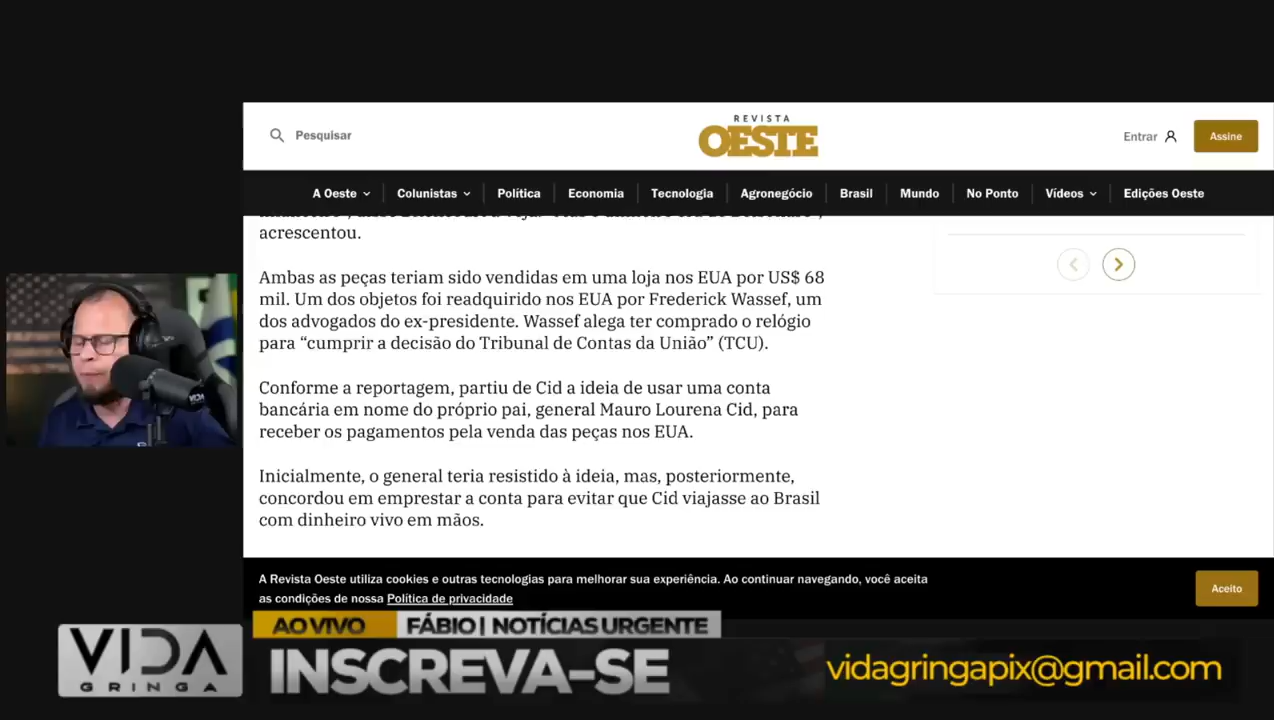 Pesquisar
REVISTA
OESTE
Entrar
Assine
A Oeste
Colunistas
Política
Economia
Tecnologia
Agronegócio
Brasil
Mundo
No Ponto
Vídeos
Edições Oeste
acrescentou.
Ambas as peças teriam sido vendidas em uma loja nos EUA por US$ 68
mil. Um dos objetos foi readquirido nos EUA por Frederick Wassef, um
dos advogados do ex-presidente. Wassef alega ter comprado o relógio
para “cumprir a decisão do Tribunal de Contas da União” (TCU).
Conforme a reportagem, partiu de Cid a ideia de usar uma conta
bancária em nome do próprio pai, general Mauro Lourena Cid, para
receber os pagamentos pela venda das peças nos EUA.
Inicialmente, o general teria resistido à ideia, mas, posteriormente,
concordou em emprestar a conta para evitar que Cid viajasse ao Brasil
com dinheiro vivo em mãos.
A Revista Oeste utiliza cookies e outras tecnologias para melhorar sua experiência. Ao continuar navegando, você aceita
as condições de nossa Política de privacidade
Aceito
AO VIVO
FÁBIO | NOTÍCIAS URGENTE
VIDA
GRINGA
INSCREVA-SE
vidagringapix@gmail.com